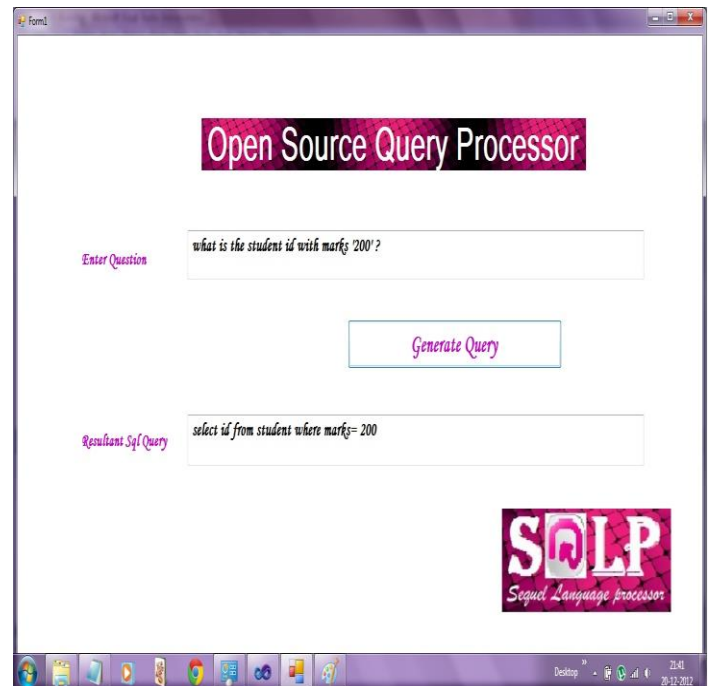 Form1
Open Source Query Processor
Enter Question
what is the student id with marks '200' ?
Generate Query
Resultant Sql Query
select id from student where marks= 200
SQLP
Sequel Language processor
Desktop
21:41
20-12-2012